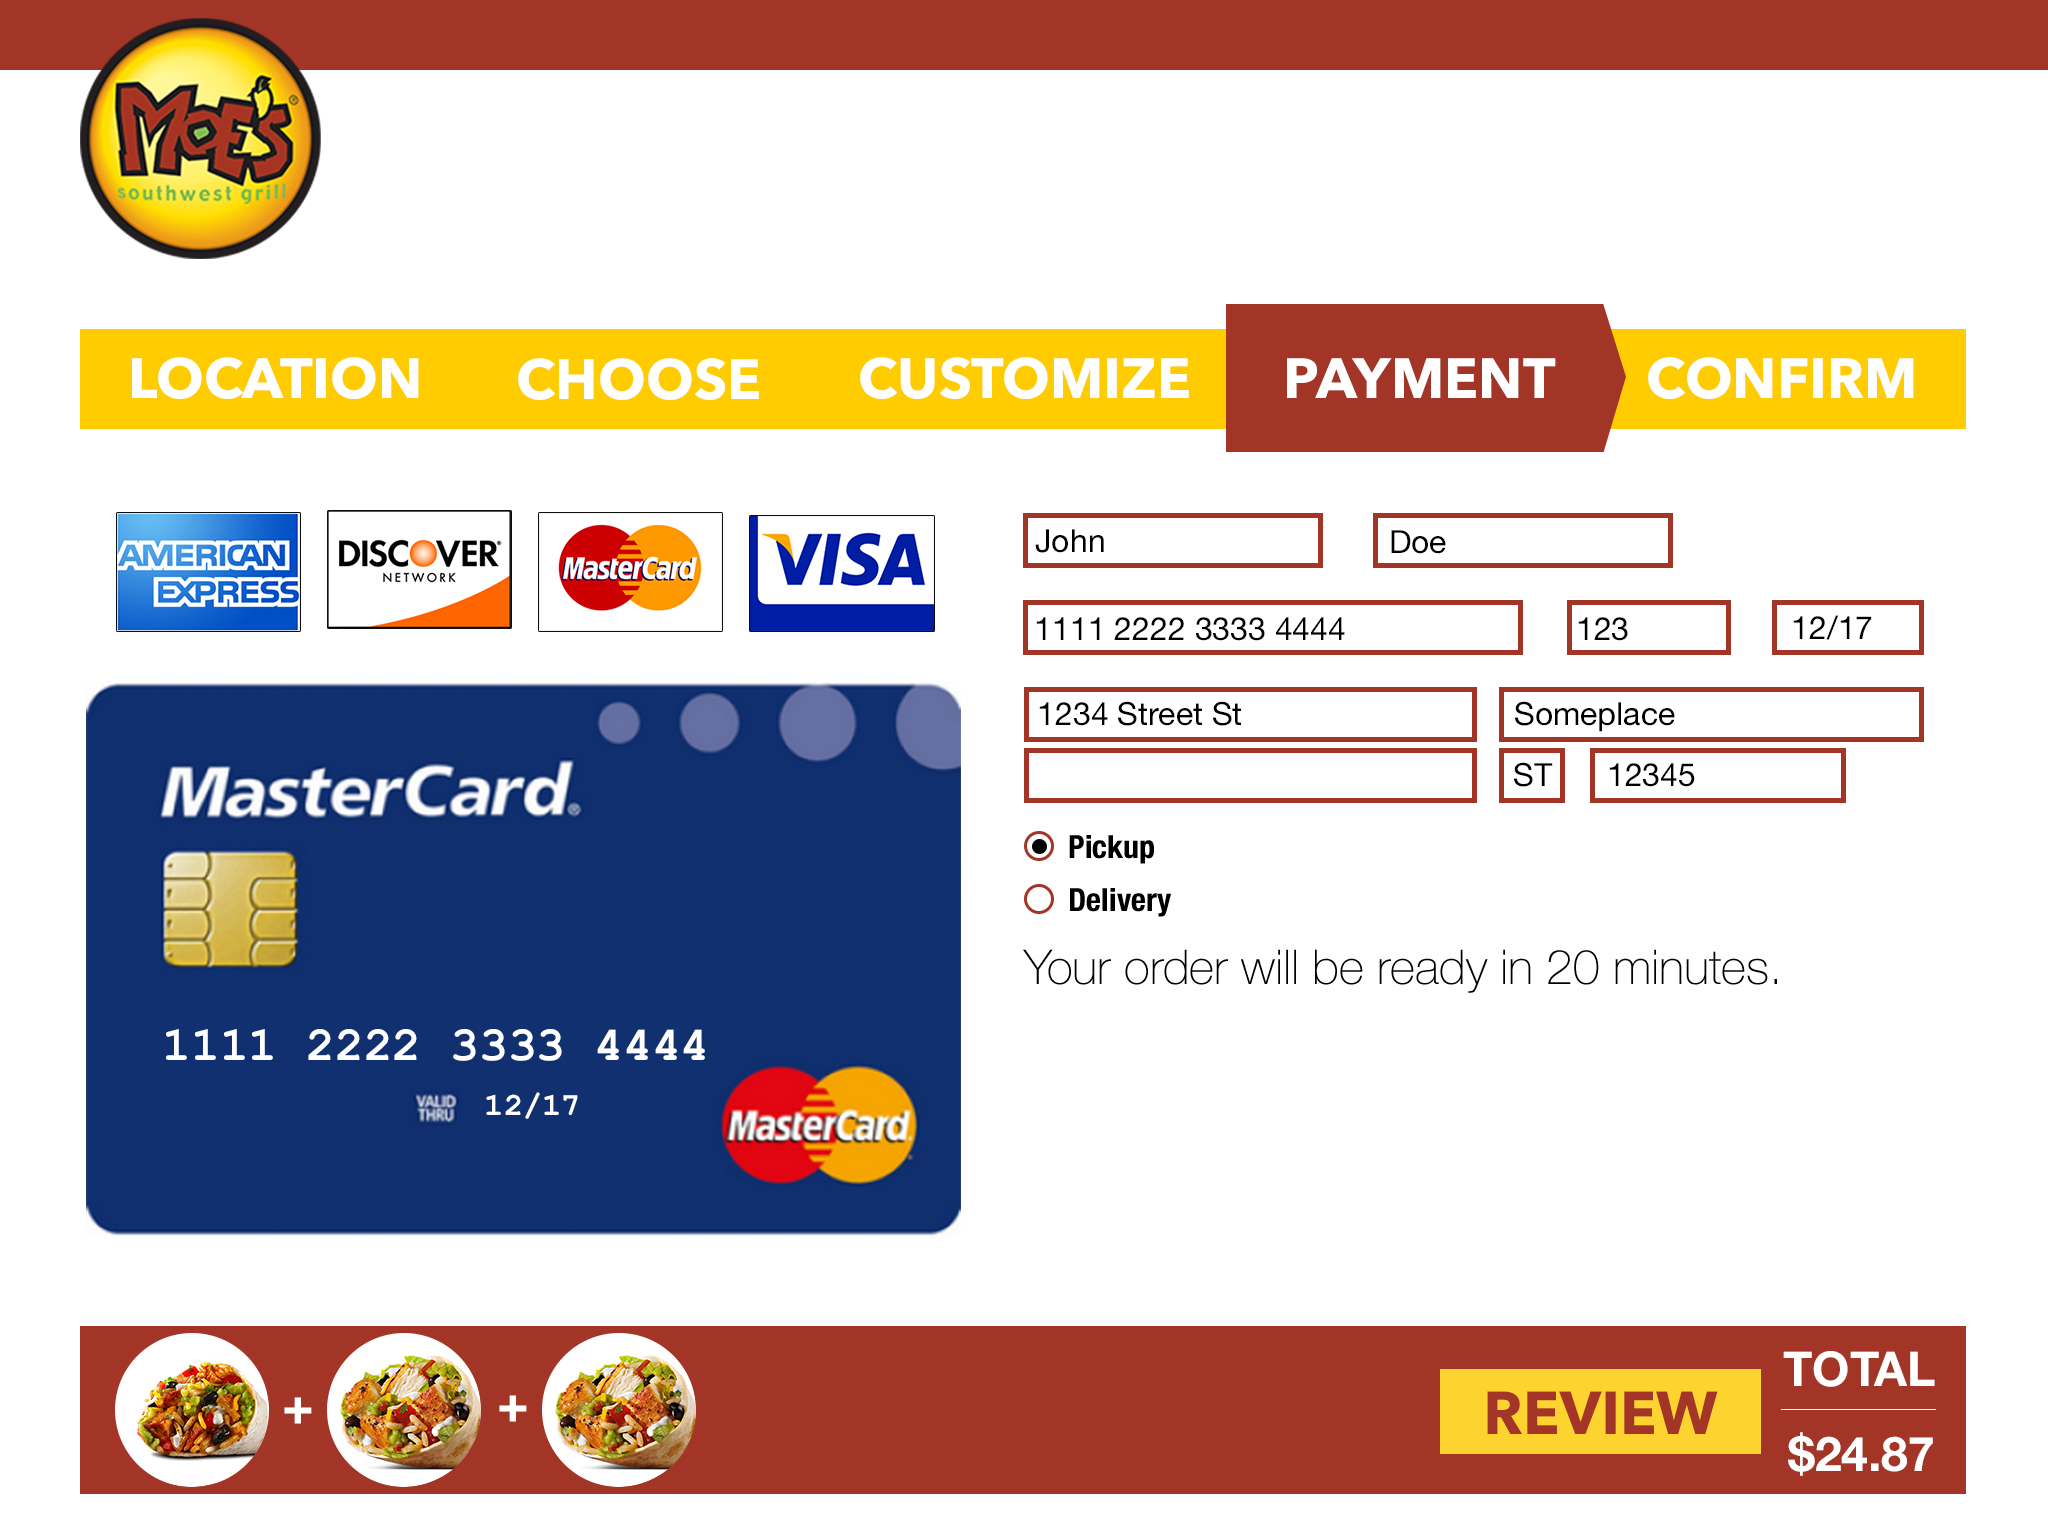 MOE'S®
southwest grill
LOCATION CHOOSE CUSTOMIZE PAYMENT CONFIRM
AMERICAN
EXPRESS
DISCOVER
NETWORK
MasterCard
VISA
John Doe
1111 2222 3333 4444 123 12/17
1234 Street St Someplace
ST 12345
Pickup
Delivery
Your order will be ready in 20 minutes.
MasterCard®
1111 2222 3333 4444
VALID
THRU 12/17
MasterCard
+ +
REVIEW
TOTAL
$24.87